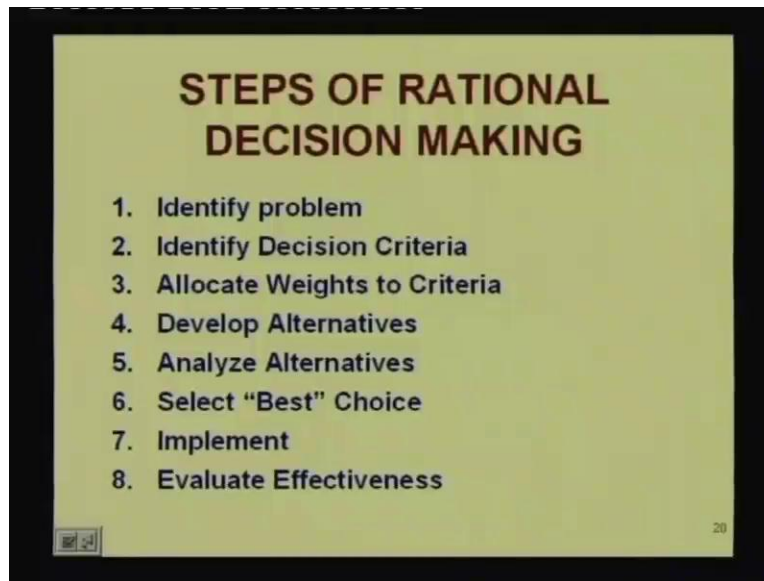 STEPS OF RATIONAL
DECISION MAKING
1. Identify problem
2. Identify Decision Criteria
3. Allocate Weights to Criteria
4. Develop Alternatives
5. Analyze Alternatives
6. Select “Best” Choice
7. Implement
8. Evaluate Effectiveness
20